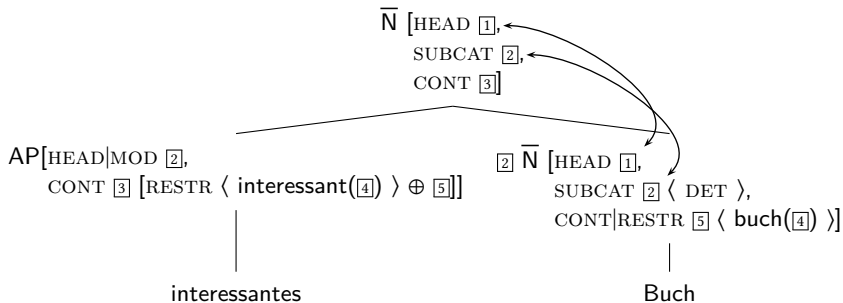 N̅ [HEAD 1,
SUBCAT 2,
CONT 3]
AP[HEAD|MOD 2,
CONT 3 [RESTR ⟨ interessant(4) ⟩ ⊕ 5]]
2 N̅ [HEAD 1,
SUBCAT 2 ⟨ DET ⟩,
CONT|RESTR 5 ⟨ buch(4) ⟩]
interessantes
Buch